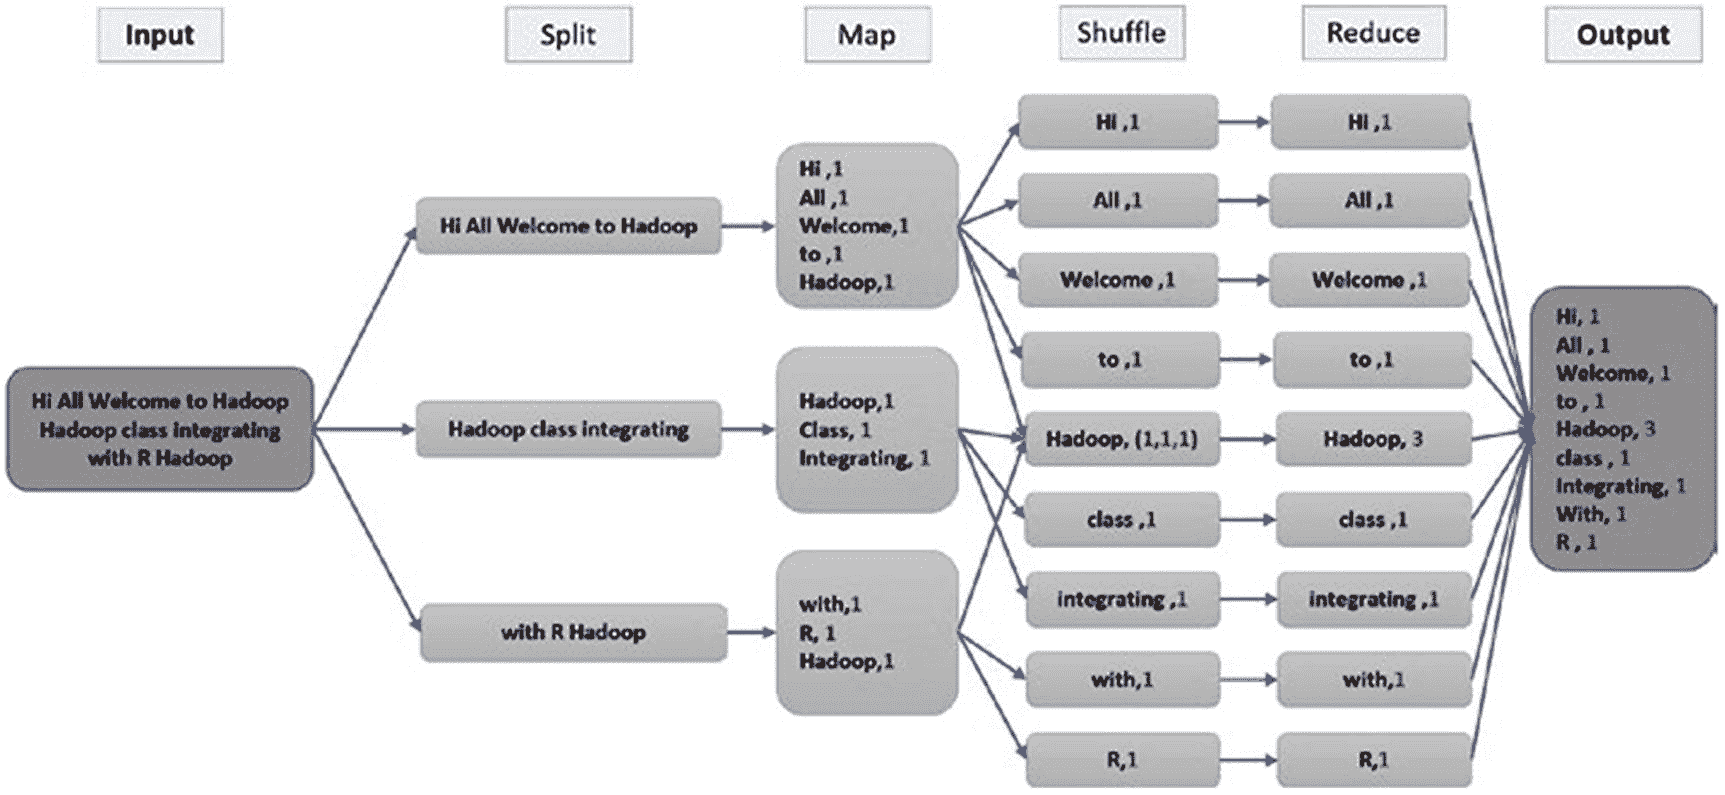 Input
Split
Map
Shuffle
Reduce
Output
Hi All Welcome to Hadoop
Hadoop class integrating
with R Hadoop
Hi All Welcome to Hadoop
Hadoop class integrating
with R Hadoop
Hi ,1
All ,1
Welcome,1
to ,1
Hadoop,1
Hadoop,1
Class, 1
Integrating, 1
with,1
R, 1
Hadoop,1
Hi ,1
All ,1
Welcome ,1
to ,1
Hadoop, (1,1,1)
class ,1
integrating ,1
with,1
R,1
Hi ,1
All ,1
Welcome ,1
to ,1
Hadoop, 3
class ,1
integrating ,1
with,1
R,1
Hi, 1
All , 1
Welcome, 1
to , 1
Hadoop, 3
class , 1
Integrating, 1
With, 1
R , 1